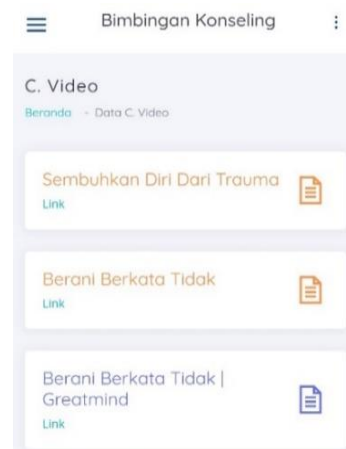 Bimbingan Konseling
C. Video
Beranda - Data C. Video
Sembuhkan Diri Dari Trauma
Link
Berani Berkata Tidak
Link
Berani Berkata Tidak |
Greatmind
Link